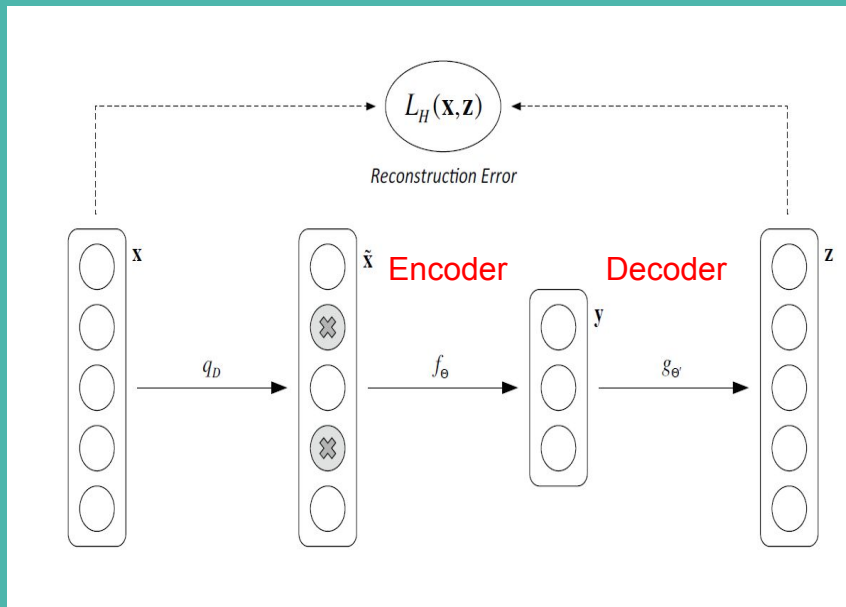 L_H(x,z)
Reconstruction Error
x
x̃
Encoder
Decoder
z
y
q_D
f_Θ
g_Θ'